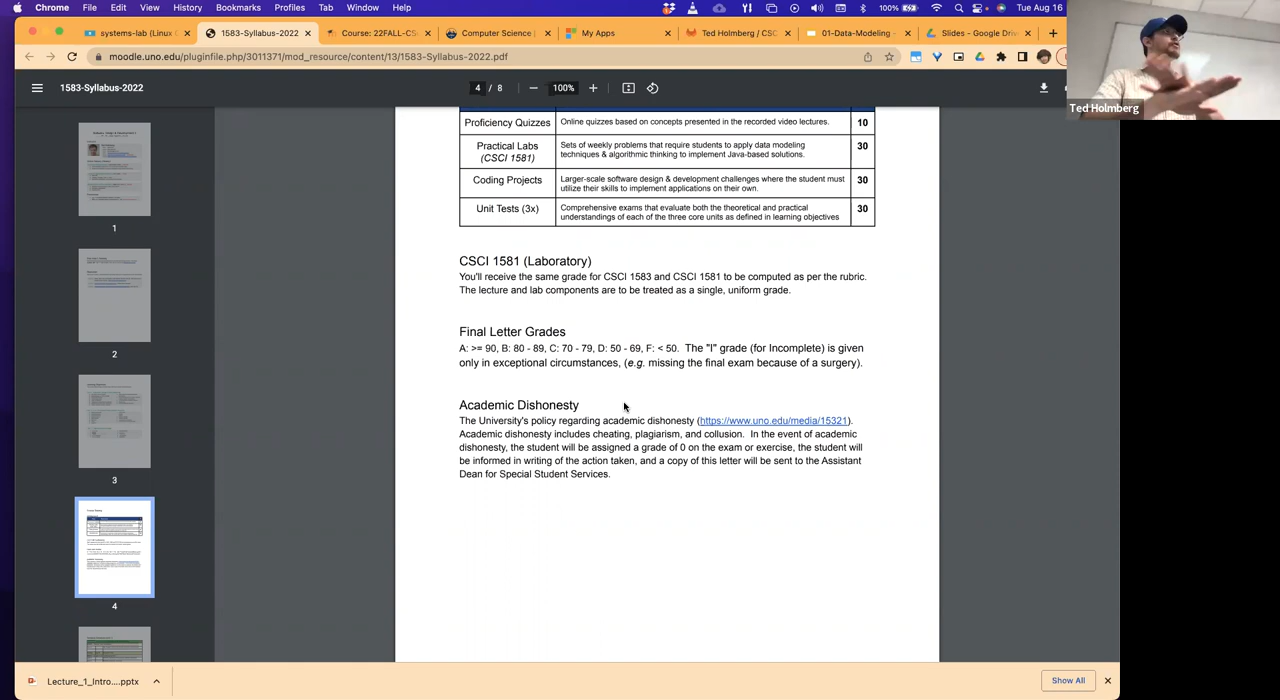 Chrome File Edit View History Bookmarks Profiles Tab Window Help 100% Tue Aug 16
systems-lab (Linux 1583-Syllabus-2022 Course: 22FALL-CS Computer Science | My Apps Ted Holmberg / CSC 01-Data-Modeling - Slides - Google Driv
moodle.uno.edu/pluginfile.php/3011371/mod_resource/content/13/1583-Syllabus-2022.pdf
1583-Syllabus-2022 4 / 8 100%
Ted Holmberg
1
2
3
4
Proficiency Quizzes Online quizzes based on concepts presented in the recorded video lectures. 10
Practical Labs Sets of weekly problems that require students to apply data modeling 30
(CSCI 1581) techniques & algorithmic thinking to implement Java-based solutions.
Coding Projects Larger-scale software design & development challenges where the student must 30
utilize their skills to implement applications on their own.
Unit Tests (3x) Comprehensive exams that evaluate both the theoretical and practical 30
understandings of each of the three core units as defined in learning objectives
CSCI 1581 (Laboratory)
You'll receive the same grade for CSCI 1583 and CSCI 1581 to be computed as per the rubric.
The lecture and lab components are to be treated as a single, uniform grade.
Final Letter Grades
A: >= 90, B: 80 - 89, C: 70 - 79, D: 50 - 69, F: < 50. The "I" grade (for Incomplete) is given
only in exceptional circumstances, (e.g. missing the final exam because of a surgery).
Academic Dishonesty
The University's policy regarding academic dishonesty (https://www.uno.edu/media/15321).
Academic dishonesty includes cheating, plagiarism, and collusion. In the event of academic
dishonesty, the student will be assigned a grade of 0 on the exam or exercise, the student will
be informed in writing of the action taken, and a copy of this letter will be sent to the Assistant
Dean for Special Student Services.
Lecture_1_Intro....pptx Show All